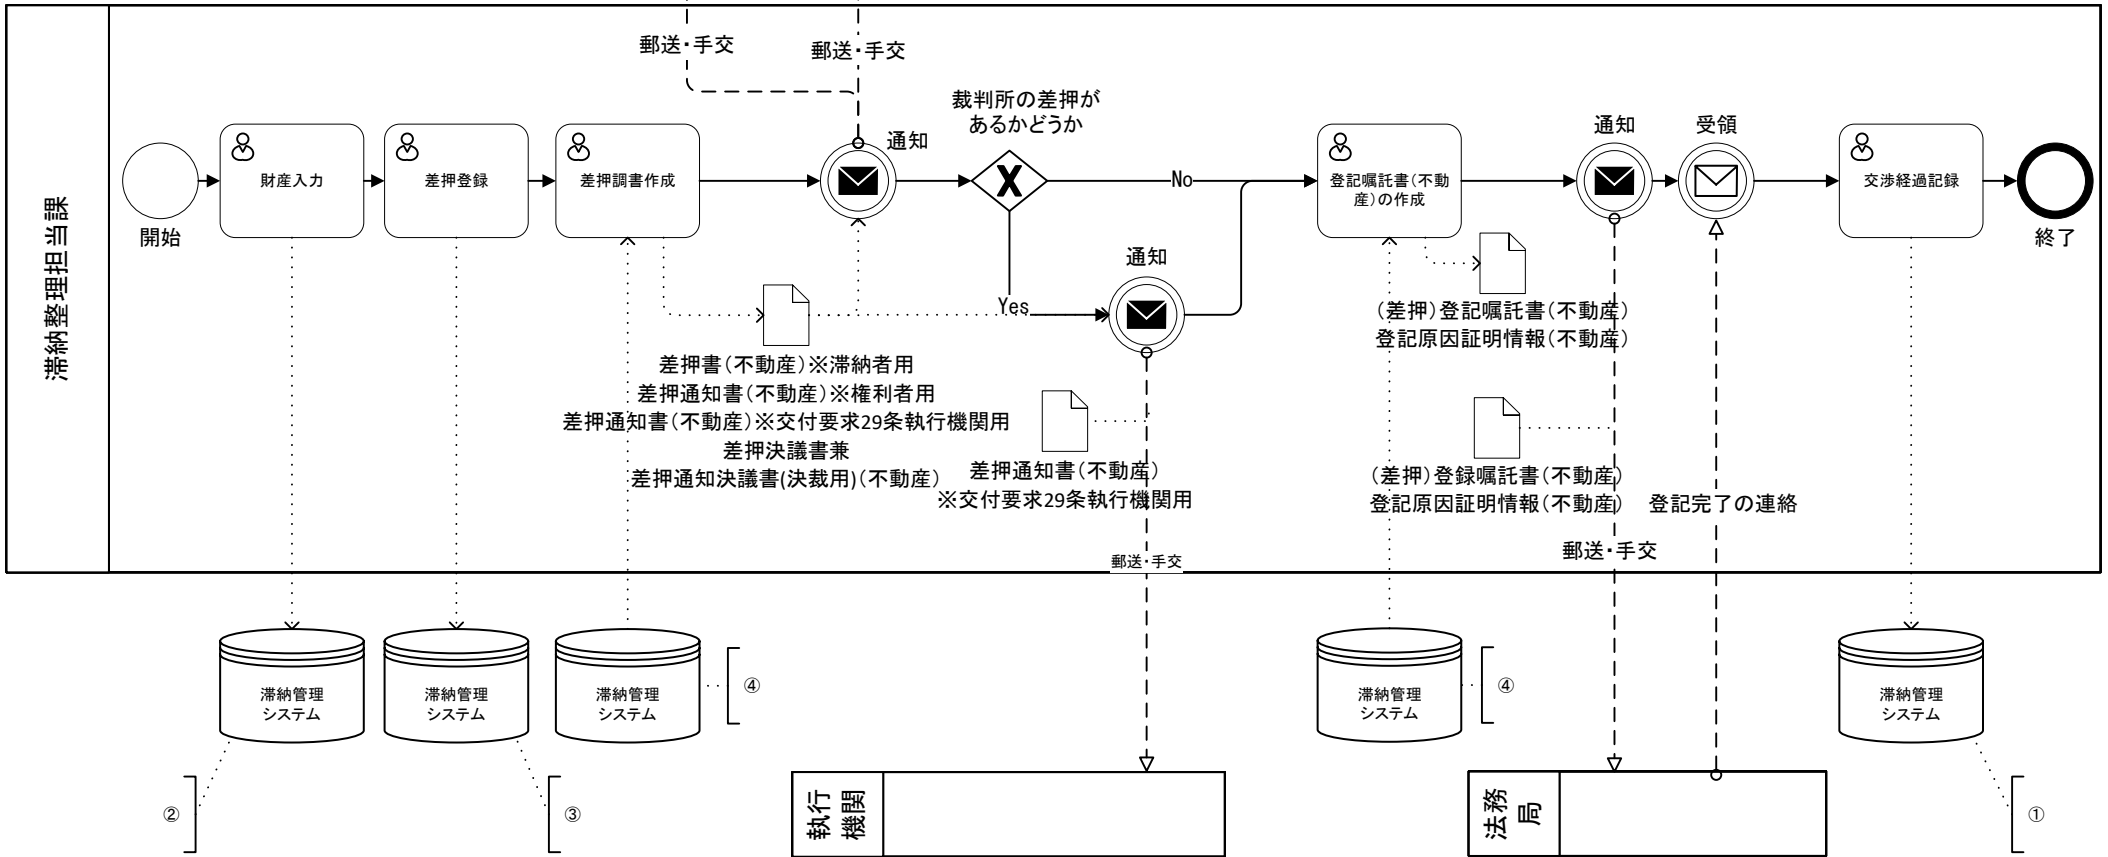 滞納整理担当課
郵送・手交
郵送・手交
開始
財産入力
差押登録
差押調書作成
通知
裁判所の差押が
あるかどうか
No
Yes
通知
登記嘱託書(不動
産)の作成
通知
受領
交渉経過記録
終了
差押書(不動産)※滞納者用
差押通知書(不動産)※権利者用
差押通知書(不動産)※交付要求29条執行機関用
差押決議書兼
差押通知決議書(決裁用)(不動産)
差押通知書(不動産)
※交付要求29条執行機関用
郵送・手交
(差押)登記嘱託書(不動産)
登記原因証明情報(不動産)
(差押)登録嘱託書(不動産)
登記原因証明情報(不動産)
登記完了の連絡
郵送・手交
滞納管理
システム
滞納管理
システム
滞納管理
システム
④
滞納管理
システム
④
滞納管理
システム
②
③
執行
機関
法務
局
①